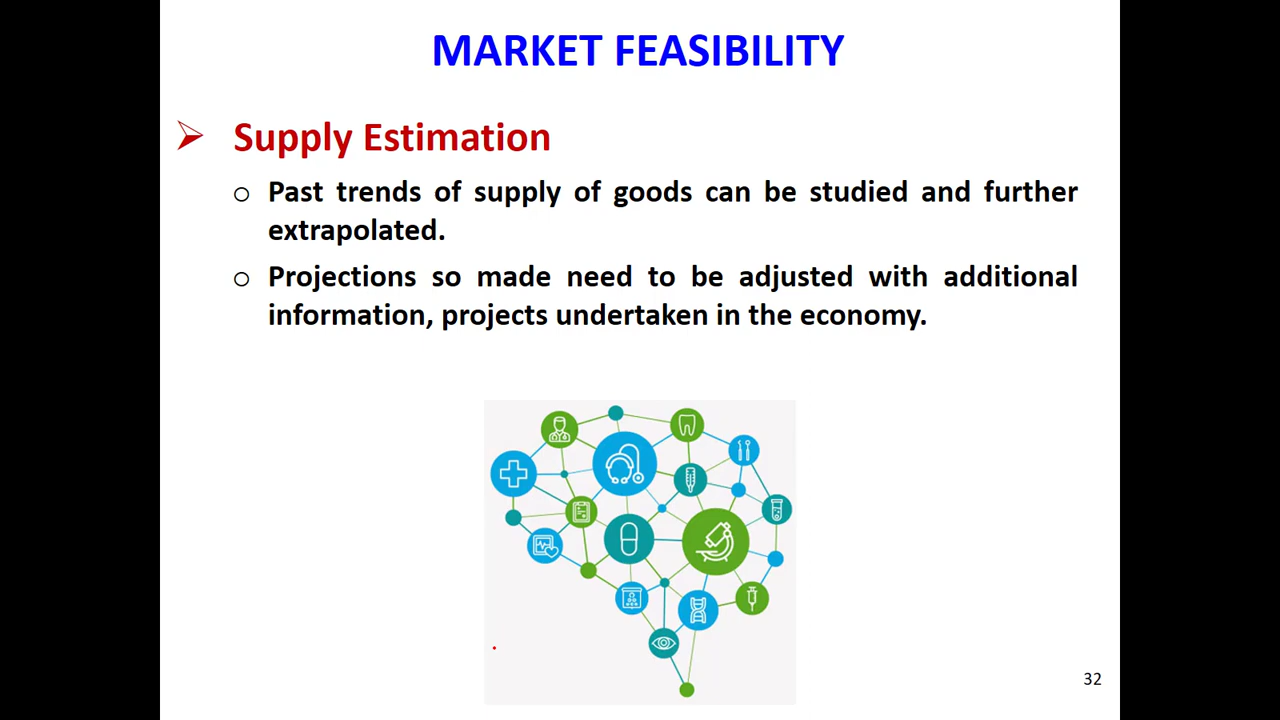 MARKET FEASIBILITY
➢ Supply Estimation
o Past trends of supply of goods can be studied and further
extrapolated.
o Projections so made need to be adjusted with additional
information, projects undertaken in the economy.
32